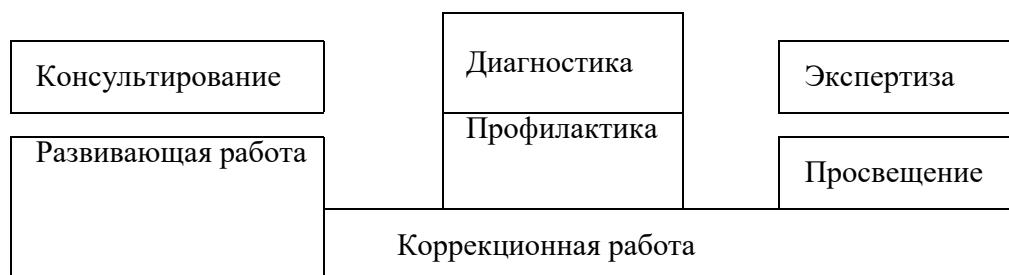 Консультирование
Диагностика
Экспертиза
Развивающая работа
Профилактика
Просвещение
Коррекционная работа